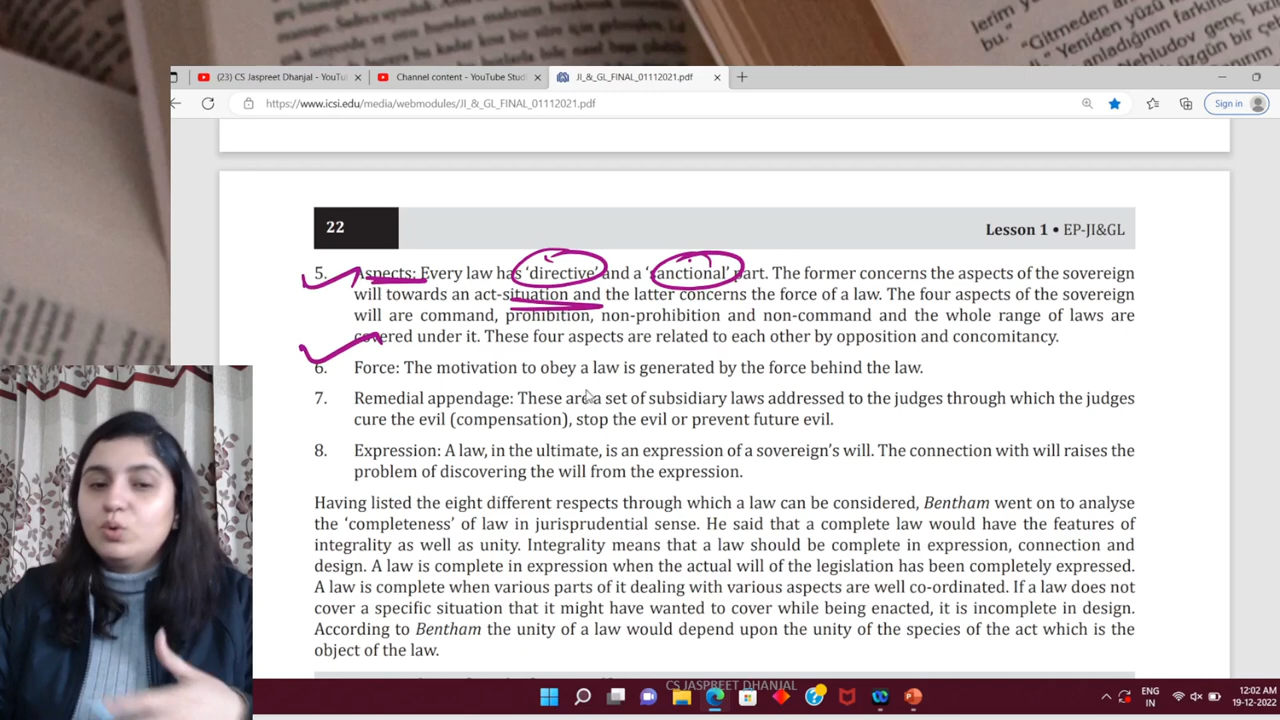 lerim yor
bu."
"Gitmeden
Yeniden yüzü k
anındığının farkın
Nehludov genç kızı
(23) CS Jaspreet Dhanjal - YouTu
Channel content - YouTube Stud
JI_&_GL_FINAL_01112021.pdf
https://www.icsi.edu/media/webmodules/JI_&_GL_FINAL_01112021.pdf
Sign in
22
Lesson 1 • EP-JI&GL
5. Aspects: Every law has 'directive' and a 'sanctional' part. The former concerns the aspects of the sovereign
will towards an act-situation and the latter concerns the force of a law. The four aspects of the sovereign
will are command, prohibition, non-prohibition and non-command and the whole range of laws are
covered under it. These four aspects are related to each other by opposition and concomitancy.
6. Force: The motivation to obey a law is generated by the force behind the law.
7. Remedial appendage: These are a set of subsidiary laws addressed to the judges through which the judges
cure the evil (compensation), stop the evil or prevent future evil.
8. Expression: A law, in the ultimate, is an expression of a sovereign's will. The connection with will raises the
problem of discovering the will from the expression.
Having listed the eight different respects through which a law can be considered, Bentham went on to analyse
the 'completeness' of law in jurisprudential sense. He said that a complete law would have the features of
integrality as well as unity. Integrality means that a law should be complete in expression, connection and
design. A law is complete in expression when the actual will of the legislation has been completely expressed.
A law is complete when various parts of it dealing with various aspects are well co-ordinated. If a law does not
cover a specific situation that it might have wanted to cover while being enacted, it is incomplete in design.
According to Bentham the unity of a law would depend upon the unity of the species of the act which is the
object of the law.
CS JASPREET DHANJAL
ENG
IN
12:02 AM
19-12-2022